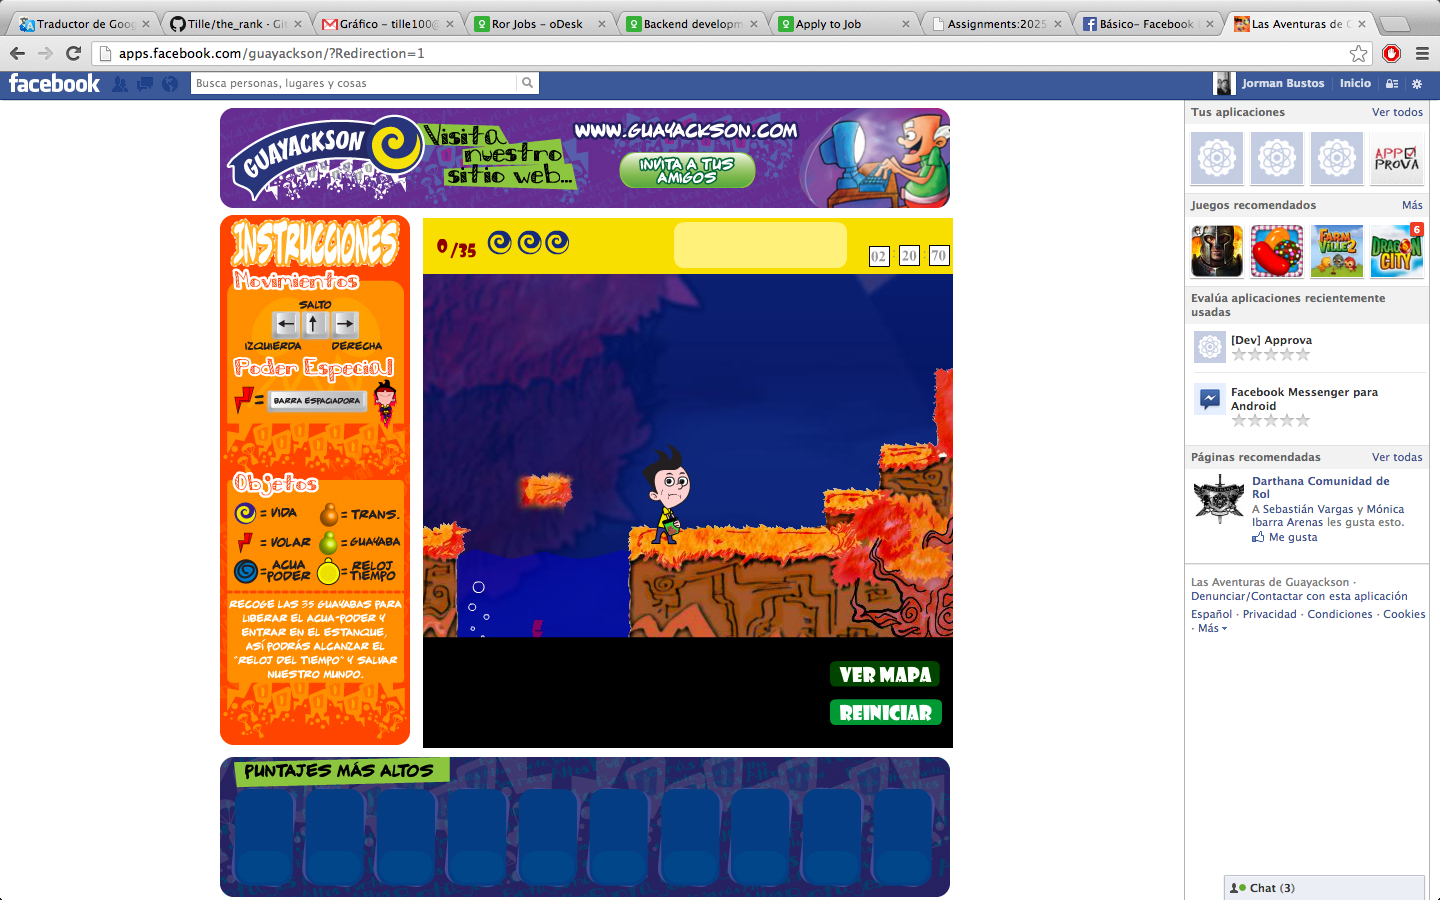 Traductor de Goog
Tille/the_rank · Git
Gráfico - tille100@
Ror Jobs - oDesk
Backend developm
Apply to Job
Assignments:2025
Básico- Facebook
Las Aventuras de G
apps.facebook.com/guayackson/?Redirection=1
facebook
Busca personas, lugares y cosas
Jorman Bustos
Inicio
GUAYACKSON
Visita
nuestro
sitio web...
WWW.GUAYACKSON.COM
INVITA A TUS
AMIGOS
INSTRUCCIONES
Movimientos
SALTO
IZQUIERDA
DERECHA
Poder Especial
=
BARRA ESPACIADORA
Objetos
= VIDA
= TRANS.
= VOLAR
= GUAYABA
= AGUA
PODER
= RELOJ
TIEMPO
RECOGE LAS 35 GUAYABAS PARA
LIBERAR EL AGUA-PODER Y
ENTRAR EN EL ESTANQUE,
ASÍ PODRÁS ALCANZAR EL
"RELOJ DEL TIEMPO" Y SALVAR
NUESTRO MUNDO.
0/35
02 : 20 : 70
VER MAPA
REINICIAR
PUNTAJES MÁS ALTOS
Tus aplicaciones
Ver todos
APP
PROVA
Juegos recomendados
Más
FARM
VILLE2
DRAGON
CITY
6
Evalúa aplicaciones recientemente
usadas
[Dev] Approva
Facebook Messenger para
Android
Páginas recomendadas
Ver todas
Darthana Comunidad de
Rol
A Sebastián Vargas y Mónica
Ibarra Arenas les gusta esto.
Me gusta
Las Aventuras de Guayackson ·
Denunciar/Contactar con esta aplicación
Español · Privacidad · Condiciones · Cookies
· Más
Chat (3)